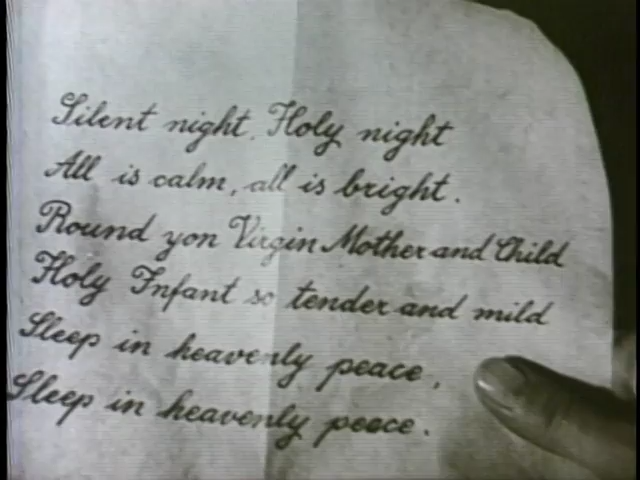 Silent night. Holy night
All is calm, all is bright.
Round yon Virgin Mother and Child
Holy Infant so tender and mild
Sleep in heavenly peace,
Sleep in heavenly peace.